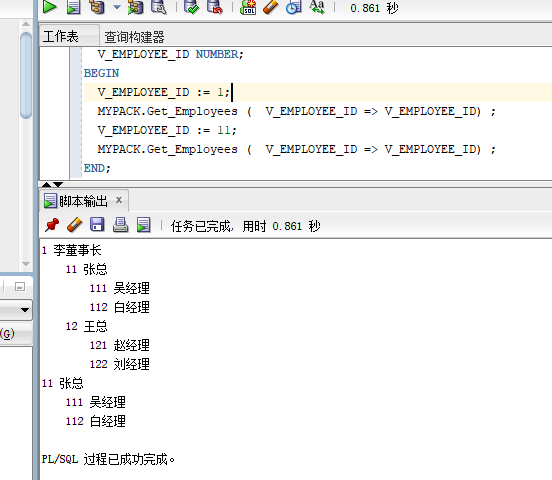 0.861 秒
工作表 查询构建器
V_EMPLOYEE_ID NUMBER;
BEGIN
V_EMPLOYEE_ID := 1;
MYPACK.Get_Employees (  V_EMPLOYEE_ID => V_EMPLOYEE_ID) ;
V_EMPLOYEE_ID := 11;
MYPACK.Get_Employees (  V_EMPLOYEE_ID => V_EMPLOYEE_ID) ;
END;
脚本输出 x
任务已完成, 用时 0.861 秒
1 李董事长
11 张总
111 吴经理
112 白经理
12 王总
(G)
121 赵经理
122 刘经理
11 张总
111 吴经理
112 白经理
PL/SQL 过程已成功完成。